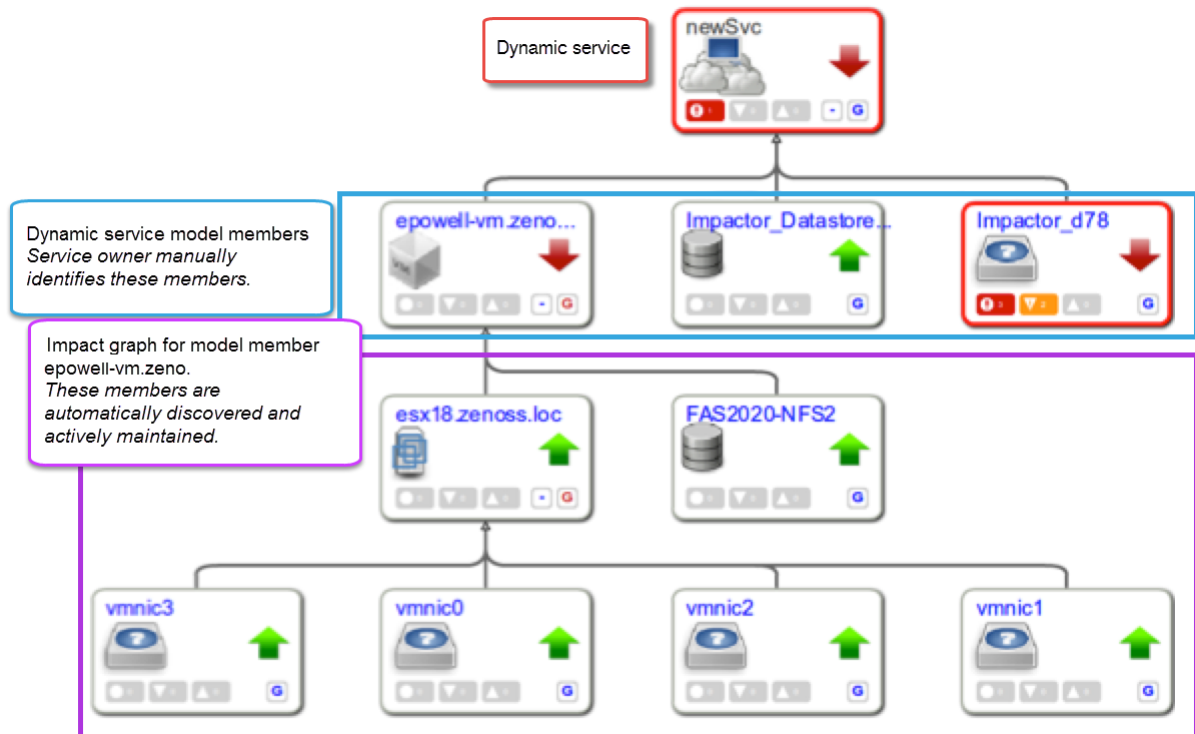 newSvc
Dynamic service
G
epowell-vm.zeno...
Impactor_Datastore...
Impactor_d78
Dynamic service model members
Service owner manually
identifies these members.
G
G
G
Impact graph for model member
epowell-vm.zeno.
These members are
automatically discovered and
actively maintained.
esx18.zenoss.loc
FAS2020-NFS2
G
G
vmnic3
vmnic0
vmnic2
vmnic1
G
G
G
G